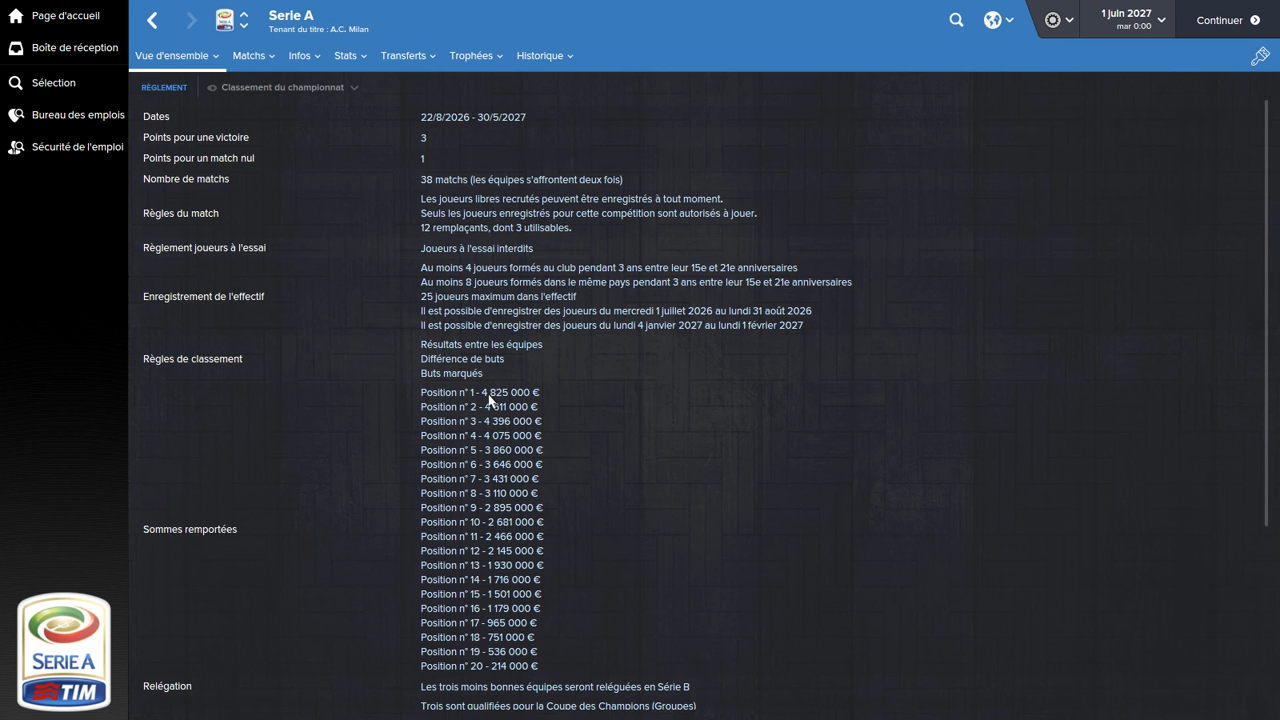 Page d'accueil
Boîte de réception
Sélection
Bureau des emplois
Sécurité de l'emploi
Serie A
Tenant du titre : A.C. Milan
1 juin 2027
mar 0:00
Continuer
Vue d'ensemble
Matchs
Infos
Stats
Transferts
Trophées
Historique
RÈGLEMENT
Classement du championnat
Dates
22/8/2026 - 30/5/2027
Points pour une victoire
3
Points pour un match nul
1
Nombre de matchs
38 matchs (les équipes s'affrontent deux fois)
Règles du match
Les joueurs libres recrutés peuvent être enregistrés à tout moment.
Seuls les joueurs enregistrés pour cette compétition sont autorisés à jouer.
12 remplaçants, dont 3 utilisables.
Règlement joueurs à l'essai
Joueurs à l'essai interdits
Enregistrement de l'effectif
Au moins 4 joueurs formés au club pendant 3 ans entre leur 15e et 21e anniversaires
Au moins 8 joueurs formés dans le même pays pendant 3 ans entre leur 15e et 21e anniversaires
25 joueurs maximum dans l'effectif
Il est possible d'enregistrer des joueurs du mercredi 1 juillet 2026 au lundi 31 août 2026
Il est possible d'enregistrer des joueurs du lundi 4 janvier 2027 au lundi 1 février 2027
Règles de classement
Résultats entre les équipes
Différence de buts
Buts marqués
Sommes remportées
Position n° 1 - 4 825 000 €
Position n° 2 - 4 611 000 €
Position n° 3 - 4 396 000 €
Position n° 4 - 4 075 000 €
Position n° 5 - 3 860 000 €
Position n° 6 - 3 646 000 €
Position n° 7 - 3 431 000 €
Position n° 8 - 3 110 000 €
Position n° 9 - 2 895 000 €
Position n° 10 - 2 681 000 €
Position n° 11 - 2 466 000 €
Position n° 12 - 2 145 000 €
Position n° 13 - 1 930 000 €
Position n° 14 - 1 716 000 €
Position n° 15 - 1 501 000 €
Position n° 16 - 1 179 000 €
Position n° 17 - 965 000 €
Position n° 18 - 751 000 €
Position n° 19 - 536 000 €
Position n° 20 - 214 000 €
Relégation
Les trois moins bonnes équipes seront reléguées en Série B
Trois sont qualifiées pour la Coupe des Champions (Groupes)
SERIE A
TIM